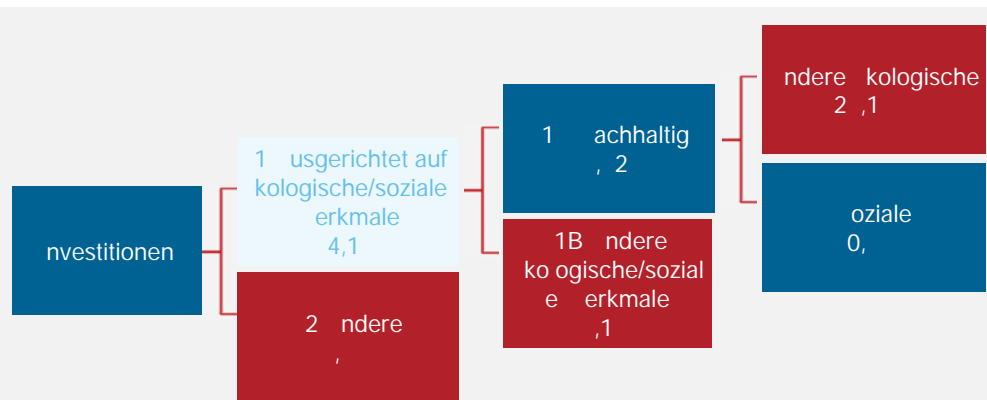 nvestitionen
1 usgerichtet auf
kologische/soziale
erkmale
4,1
2 ndere
,
1 achhaltig
, 2
1B ndere
ko ogische/sozial
e erkmale
,1
ndere kologische
2 ,1
oziale
0,